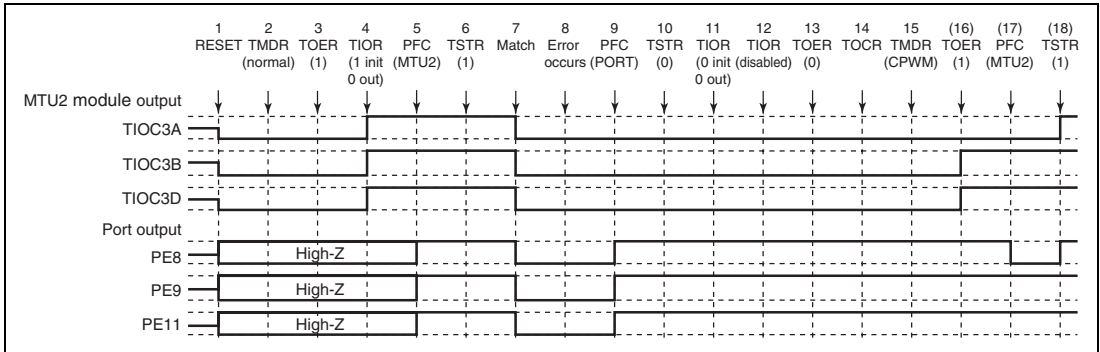 1 2 3 4 5 6 7 8 9 10 11 12 13 14 15 (16) (17) (18)
RESET TMDR TOER TIOR PFC TSTR Match Error PFC TSTR TIOR TIOR TOER TOCR TMDR TOER PFC TSTR
(normal) (1) (1 init (MTU2) (1) occurs (PORT) (0) (0 init (disabled) (0) (CPWM) (1) (MTU2) (1)
0 out) 0 out)
MTU2 module output
TIOC3A
TIOC3B
TIOC3D
Port output
PE8 High-Z
PE9 High-Z
PE11 High-Z